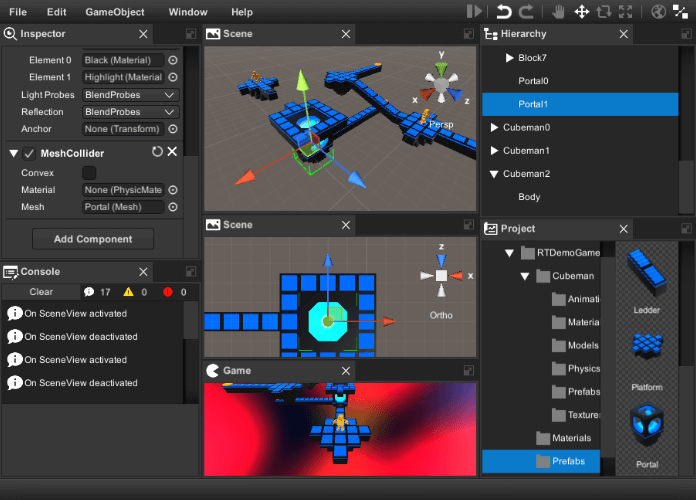 File Edit GameObject Window Help
Inspector
Element 0 Black (Material)
Element 1 Highlight (Material
Light Probes BlendProbes
Reflection BlendProbes
Anchor None (Transform)
MeshCollider
Convex
Material None (PhysicMate
Mesh Portal (Mesh)
Add Component
Console
Clear 17 0 0
On SceneView activated
On SceneView deactivated
On SceneView activated
On SceneView deactivated
Scene
y
x
z
Persp
Scene
z
x
Ortho
Game
Hierarchy
Block7
Portal0
Portal1
Cubeman0
Cubeman1
Cubeman2
Body
Project
RTDemoGame
Cubeman
Animati
Materia
Models
Physics
Prefabs
Texture
Materials
Prefabs
Ledder
Platform
Portal